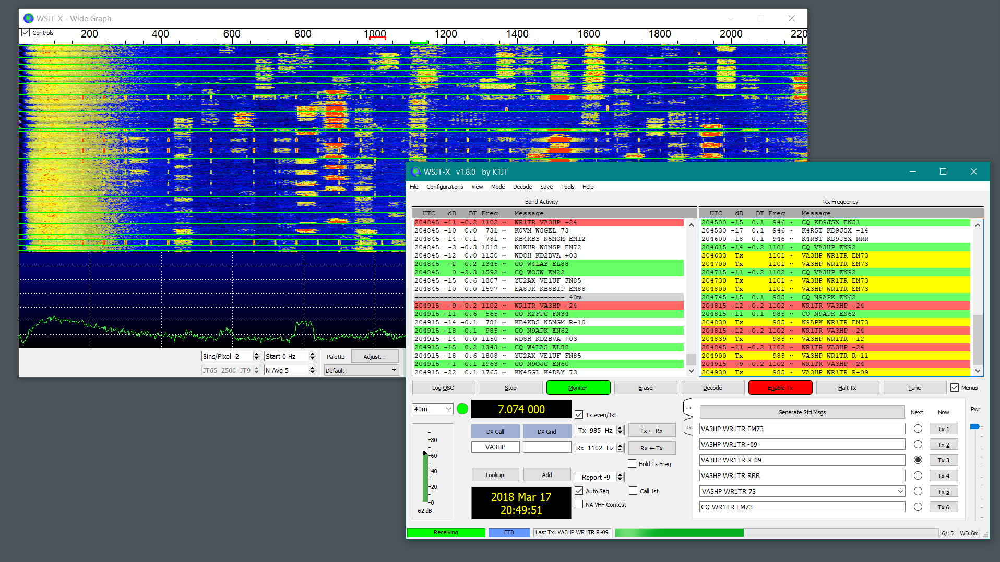 WSJT-X - Wide Graph
Controls 200 400 600 800 1000 1200 1400 1600 1800 2000 220
Bins/Pixel 2 Start 0 Hz Palette Adjust...
JT65 2500 JT9 N Avg 5 Default
WSJT-X v1.8.0 by K1JT
File Configurations View Mode Decode Save Tools Help
Band Activity
UTC dB DT Freq Message
204845 -11 -0.2 1102 ~ WR1TR VA3HP -24
204845 -10 0.0 731 ~ K0VM W8GEL 73
204845 -14 -0.1 781 ~ KB4KBS N5MGM EM12
204845 -3 -0.3 1018 ~ W8KHR W8MSP EN72
204845 -12 0.0 1150 ~ WD8H KD2BVA +03
204845 -2 0.2 1345 ~ CQ W4LAS EL88
204845 0 -2.3 1592 ~ CQ WO5W EM22
204845 -15 0.6 1807 ~ YU2AX VE1UF FN85
204845 -10 0.0 1597 ~ EA8JK KB8BIP EM88
------------------------------------ 40m
204915 -9 -0.2 1102 ~ WR1TR VA3HP -24
204915 -11 0.6 565 ~ CQ K2FPC FN34
204915 -14 -0.1 781 ~ KB4KBS N5MGM R-10
204915 -18 0.1 985 ~ CQ N9APK EN62
204915 -14 0.0 1150 ~ WD8H KD2BVA +03
204915 -15 0.2 1343 ~ CQ W4LAS EL88
204915 -18 0.6 1808 ~ YU2AX VE1UF FN85
204915 -1 0.1 1963 ~ CQ N9OJC EN60
204915 -22 0.1 1765 ~ KN4SGL K4DAY 73
Rx Frequency
UTC dB DT Freq Message
204500 -15 0.1 946 ~ CQ KD9JSX EN51
204530 -17 0.1 946 ~ K4RST KD9JSX -14
204600 -18 0.1 946 ~ K4RST KD9JSX RRR
204615 -14 -0.2 1101 ~ CQ VA3HP EN92
204633 Tx 1101 ~ VA3HP WR1TR EM73
204700 Tx 1101 ~ VA3HP WR1TR EM73
204715 -11 -0.2 1102 ~ CQ VA3HP EN92
204730 Tx 1101 ~ VA3HP WR1TR EM73
204800 Tx 1101 ~ VA3HP WR1TR EM73
204745 -15 0.1 985 ~ CQ N9APK EN62
204815 -12 -0.2 1102 ~ WR1TR VA3HP -24
204815 -11 0.1 985 ~ CQ N9APK EN62
204830 Tx 985 ~ N9APK WR1TR EM73
204815 -12 -0.2 1102 ~ WR1TR VA3HP -24
204839 Tx 985 ~ VA3HP WR1TR -12
204845 -11 -0.2 1102 ~ WR1TR VA3HP -24
204900 Tx 985 ~ VA3HP WR1TR R-11
204915 -9 -0.2 1102 ~ WR1TR VA3HP -24
204930 Tx 985 ~ VA3HP WR1TR R-09
Log QSO Stop Monitor Erase Decode Enable Tx Halt Tx Tune Menus
40m 7.074 000 Tx even/1st
DX Call DX Grid Tx 985 Hz Tx ← Rx
VA3HP Rx 1102 Hz Rx ← Tx
Hold Tx Freq
Lookup Add Report -9
Auto Seq Call 1st
NA VHF Contest
2018 Mar 17
20:49:51
80
60
40
20
0
62 dB
1
2
Generate Std Msgs Next Now Pwr
VA3HP WR1TR EM73 Tx 1
VA3HP WR1TR -09 Tx 2
VA3HP WR1TR R-09 Tx 3
VA3HP WR1TR RRR Tx 4
VA3HP WR1TR 73 Tx 5
CQ WR1TR EM73 Tx 6
Receiving FT8 Last Tx: VA3HP WR1TR R-09 6/15 WD:6m